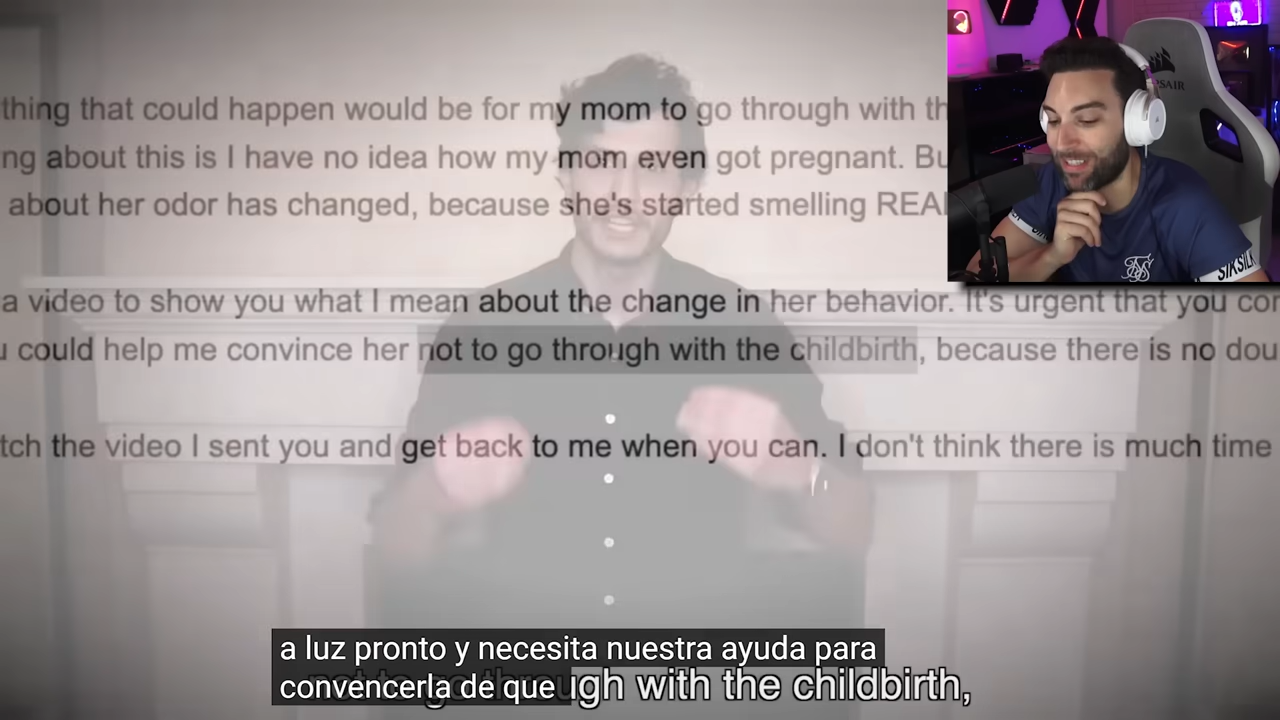 thing that could happen would be for my mom to go through with th
ng about this is I have no idea how my mom even got pregnant. Bu
about her odor has changed, because she's started smelling REA
a video to show you what I mean about the change in her behavior. It's urgent that you con
u could help me convince her not to go through with the childbirth, because there is no dou
tch the video I sent you and get back to me when you can. I don't think there is much time
a luz pronto y necesita nuestra ayuda para
convencerla de que
not to go through with the childbirth,
SIKSILK